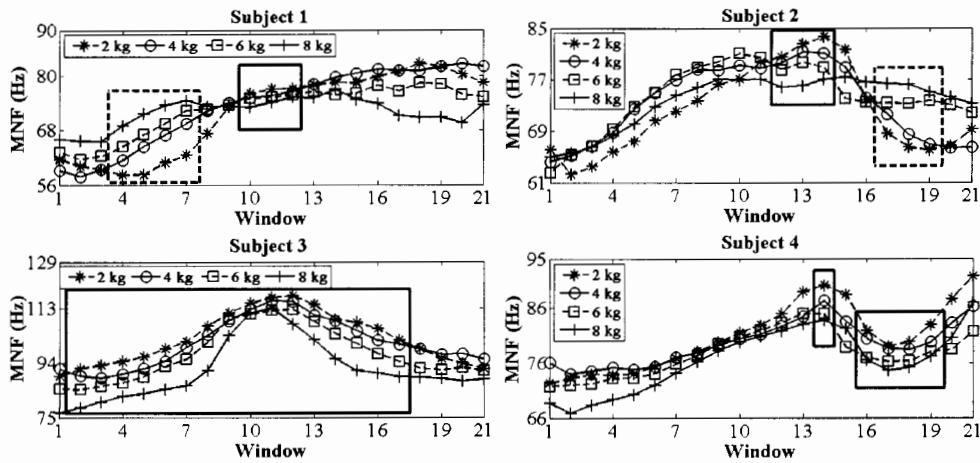 Subject 1
MNF (Hz)
90
80
68
56
2 kg
4 kg
6 kg
8 kg
1 4 7 10 13 16 19 21
Window
Subject 2
MNF (Hz)
85
77
69
61
2 kg
4 kg
6 kg
8 kg
1 4 7 10 13 16 19 21
Window
Subject 3
MNF (Hz)
129
117
94
75
2 kg
4 kg
6 kg
8 kg
1 4 7 10 13 16 19 21
Window
Subject 4
MNF (Hz)
95
86
76
66
2 kg
4 kg
6 kg
8 kg
1 4 7 10 13 16 19 21
Window